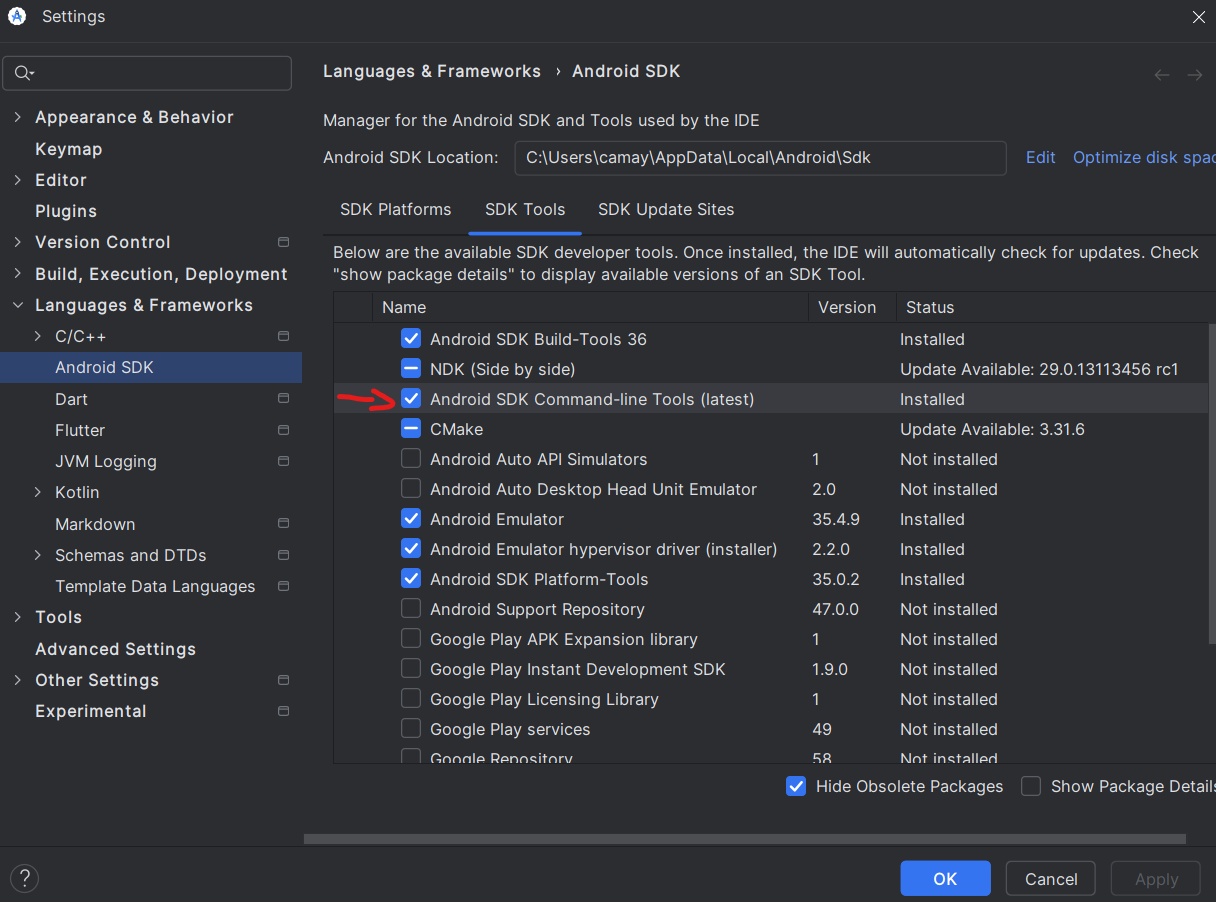 Settings
Appearance & Behavior
Keymap
Editor
Plugins
Version Control
Build, Execution, Deployment
Languages & Frameworks
C/C++
Android SDK
Dart
Flutter
JVM Logging
Kotlin
Markdown
Schemas and DTDs
Template Data Languages
Tools
Advanced Settings
Other Settings
Experimental
Languages & Frameworks › Android SDK
Manager for the Android SDK and Tools used by the IDE
Android SDK Location: C:\Users\camay\AppData\Local\Android\Sdk Edit Optimize disk spac
SDK Platforms SDK Tools SDK Update Sites
Below are the available SDK developer tools. Once installed, the IDE will automatically check for updates. Check
"show package details" to display available versions of an SDK Tool.
Name Version Status
Android SDK Build-Tools 36 Installed
NDK (Side by side) Update Available: 29.0.13113456 rc1
Android SDK Command-line Tools (latest) Installed
CMake Update Available: 3.31.6
Android Auto API Simulators 1 Not installed
Android Auto Desktop Head Unit Emulator 2.0 Not installed
Android Emulator 35.4.9 Installed
Android Emulator hypervisor driver (installer) 2.2.0 Installed
Android SDK Platform-Tools 35.0.2 Installed
Android Support Repository 47.0.0 Not installed
Google Play APK Expansion library 1 Not installed
Google Play Instant Development SDK 1.9.0 Not installed
Google Play Licensing Library 1 Not installed
Google Play services 49 Not installed
Google Repository 58 Not installed
Hide Obsolete Packages Show Package Details
? OK Cancel Apply